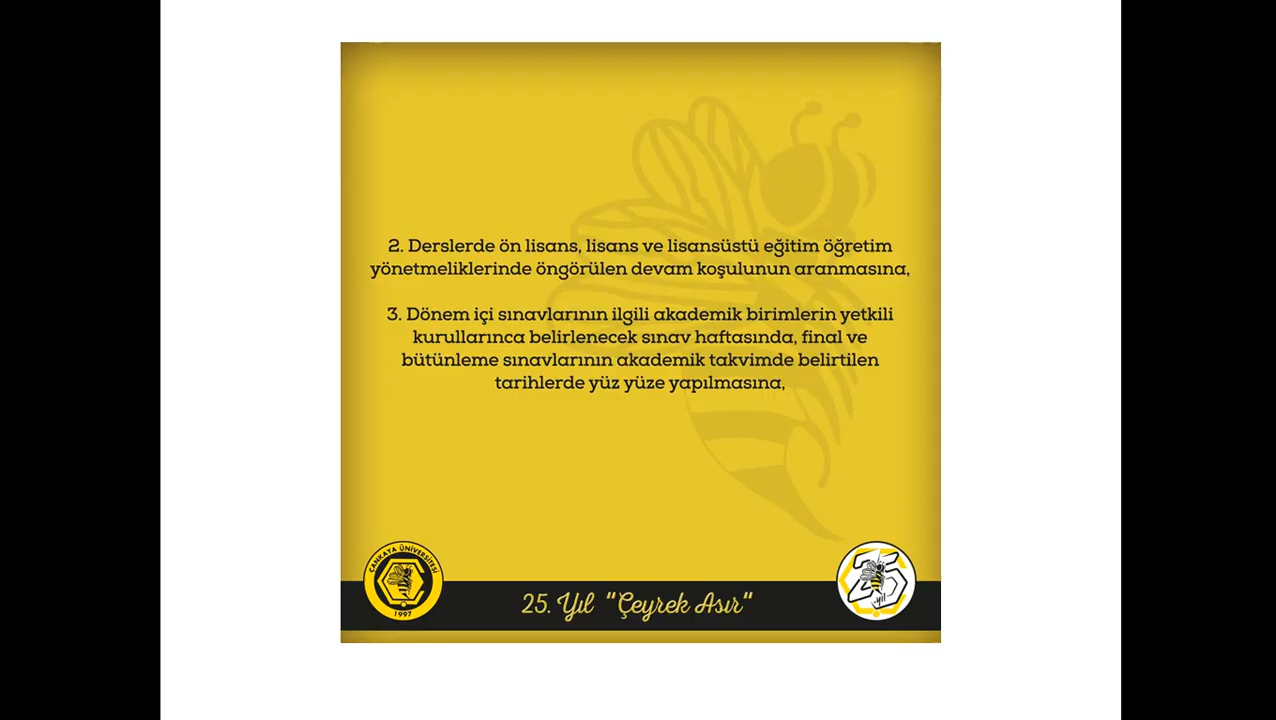 2. Derslerde ön lisans, lisans ve lisansüstü eğitim öğretim
yönetmeliklerinde öngörülen devam koşulunun aranmasına,
3. Dönem içi sınavlarının ilgili akademik birimlerin yetkili
kurullarınca belirlenecek sınav haftasında, final ve
bütünleme sınavlarının akademik takvimde belirtilen
tarihlerde yüz yüze yapılmasına,
ÇANKAYA ÜNİVERSİTESİ
1997
25. Yıl "Çeyrek Asır"
25
.yıl